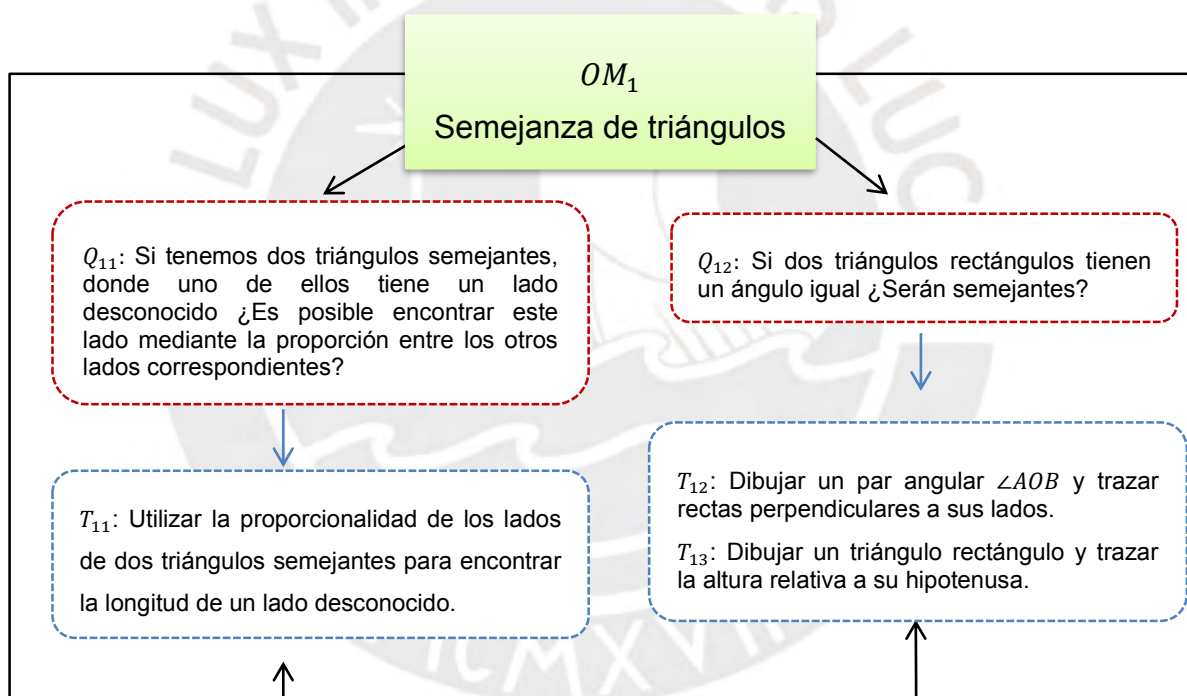 OM₁
Semejanza de triángulos
Q₁₁: Si tenemos dos triángulos semejantes,
donde uno de ellos tiene un lado
desconocido ¿Es posible encontrar este
lado mediante la proporción entre los otros
lados correspondientes?
Q₁₂: Si dos triángulos rectángulos tienen
un ángulo igual ¿Serán semejantes?
T₁₁: Utilizar la proporcionalidad de los lados
de dos triángulos semejantes para encontrar
la longitud de un lado desconocido.
T₁₂: Dibujar un par angular ∠AOB y trazar
rectas perpendiculares a sus lados.
T₁₃: Dibujar un triángulo rectángulo y trazar
la altura relativa a su hipotenusa.